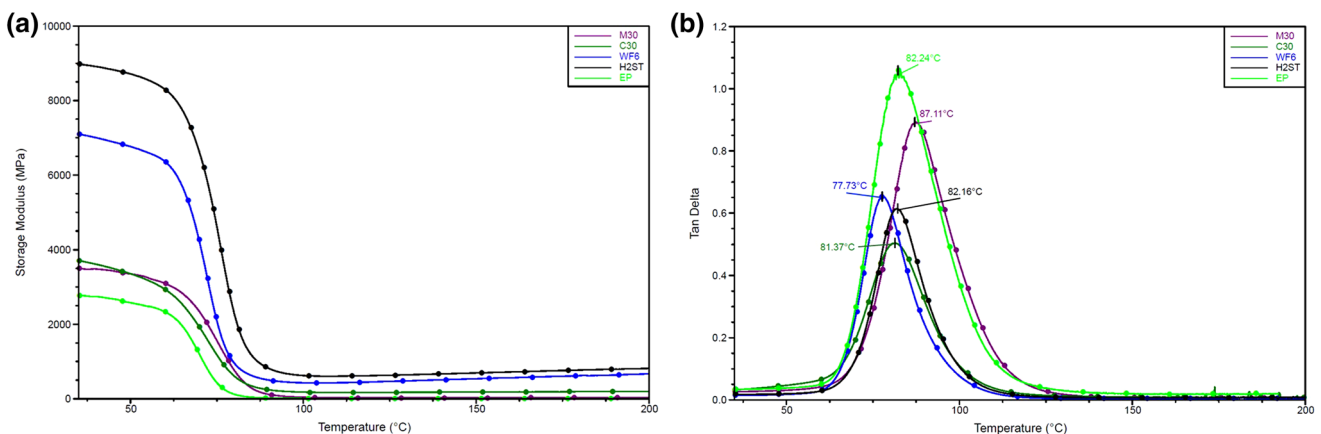 (a)
10000
8000
6000
4000
2000
0
Storage Modulus (MPa)
50
100
150
200
Temperature (°C)
M30
C30
WF6
H2ST
EP
(b)
1.2
1.0
0.8
0.6
0.4
0.2
0.0
Tan Delta
50
100
150
200
Temperature (°C)
82.24°C
87.11°C
77.73°C
82.16°C
81.37°C
M30
C30
WF6
H2ST
EP